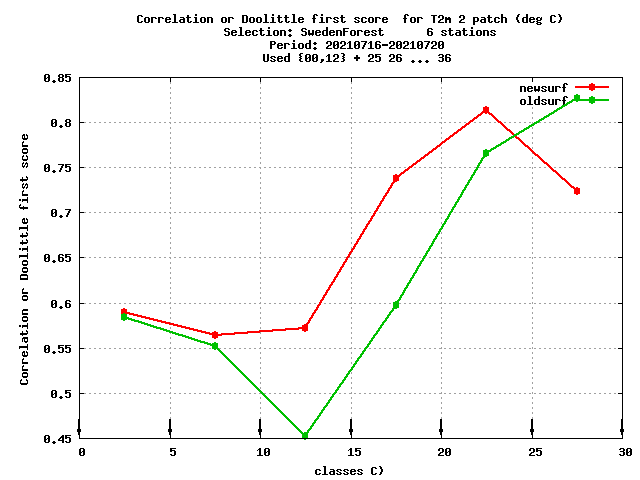 Correlation or Doolittle first score  for T2m 2 patch (deg C)
Selection: SwedenForest      6 stations
Period: 20210716-20210720
Used {00,12} + 25 26 ... 36
newsurf
oldsurf
0.85
0.8
0.75
0.7
0.65
0.6
0.55
0.5
0.45
Correlation or Doolittle first score
0 5 10 15 20 25 30
classes C)